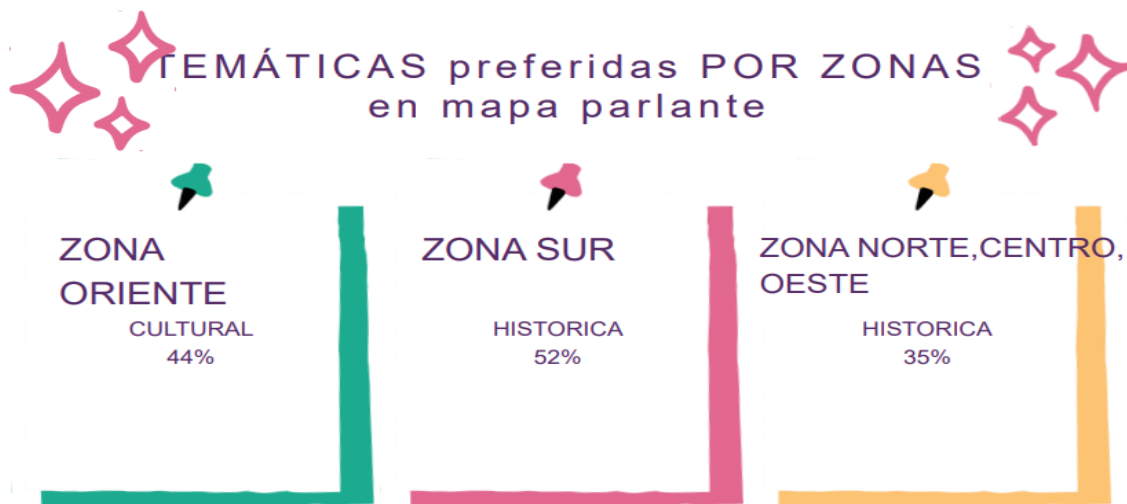 TEMÁTICAS preferidas POR ZONAS
en mapa parlante
ZONA
ORIENTE
CULTURAL
44%
ZONA SUR
HISTORICA
52%
ZONA NORTE,CENTRO,
OESTE
HISTORICA
35%